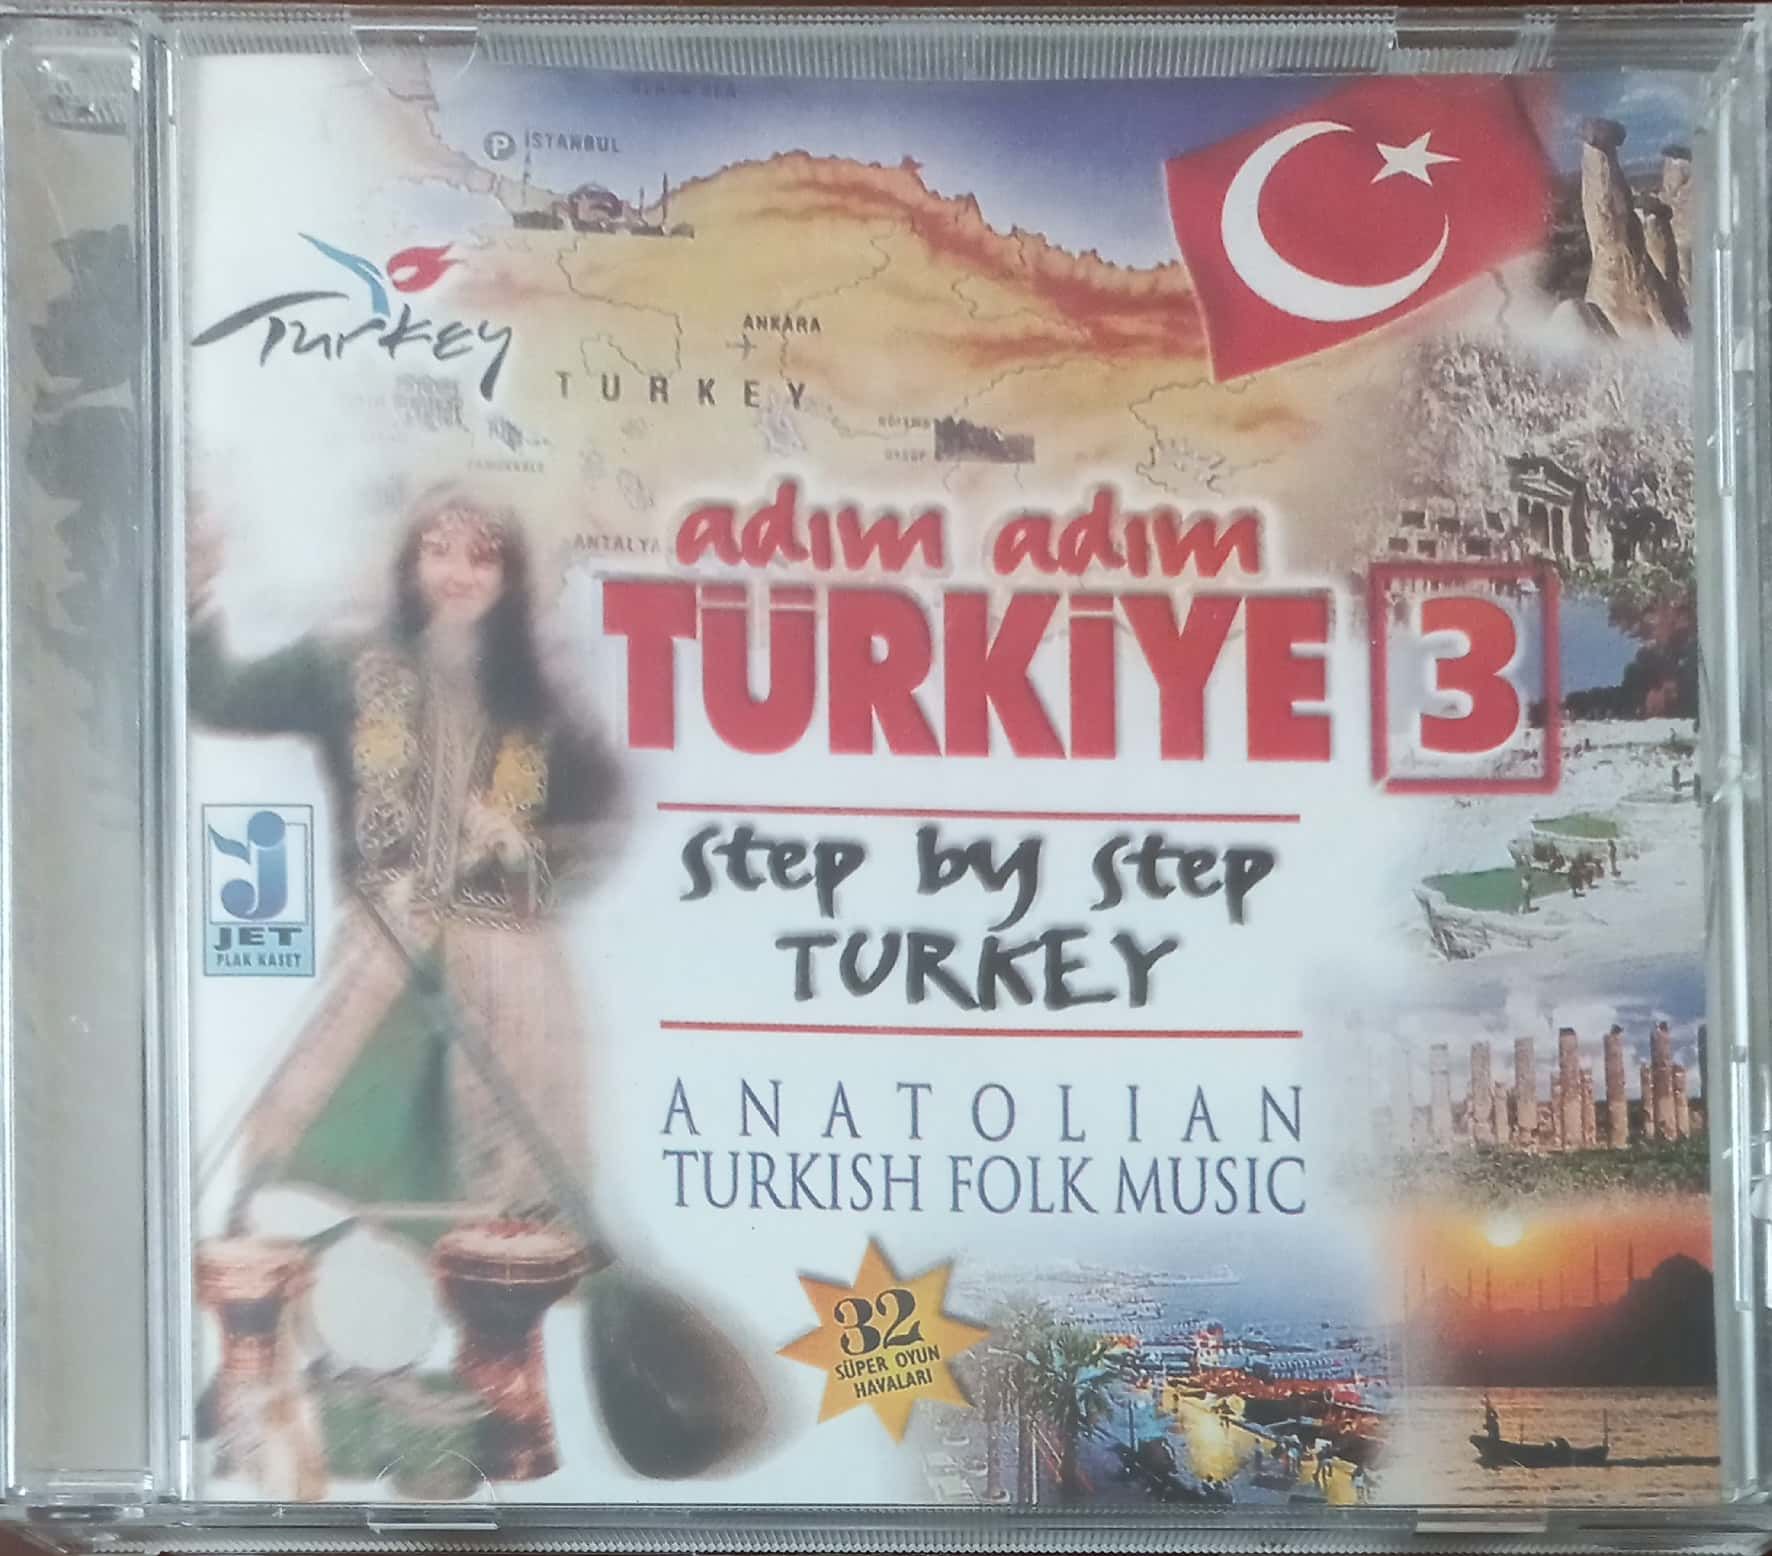 İSTANBUL
Turkey
ANKARA
TURKEY
ANTALYA
adım adım
TÜRKİYE 3
step by step
TURKEY
JET
PLAK KASET
ANATOLIAN
TURKISH FOLK MUSIC
32
SÜPER OYUN
HAVALARI